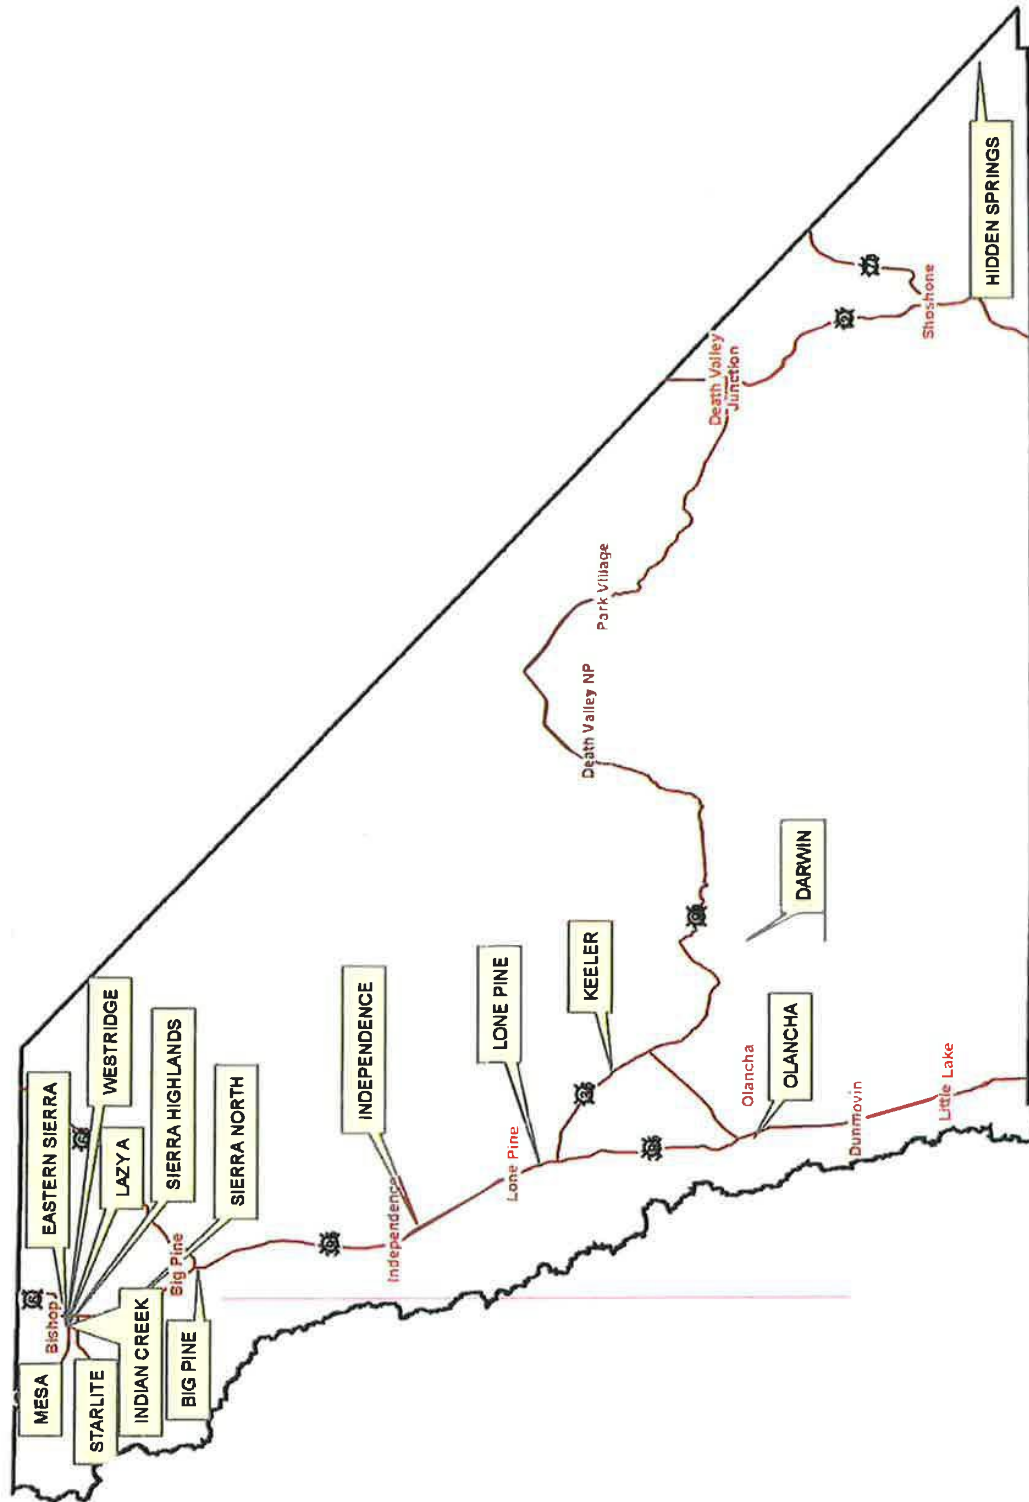 MESA
EASTERN SIERRA
WESTRIDGE
Bishop
STARLITE
LAZY A
INDIAN CREEK
SIERRA HIGHLANDS
Big Pine
BIG PINE
SIERRA NORTH
INDEPENDENCE
Independence
LONE PINE
Lone Pine
KEELER
Death Valley NP
Park Village
Death Valley
Junction
Olancha
OLANCHA
DARWIN
Dunmovin
Little Lake
Shoshone
HIDDEN SPRINGS